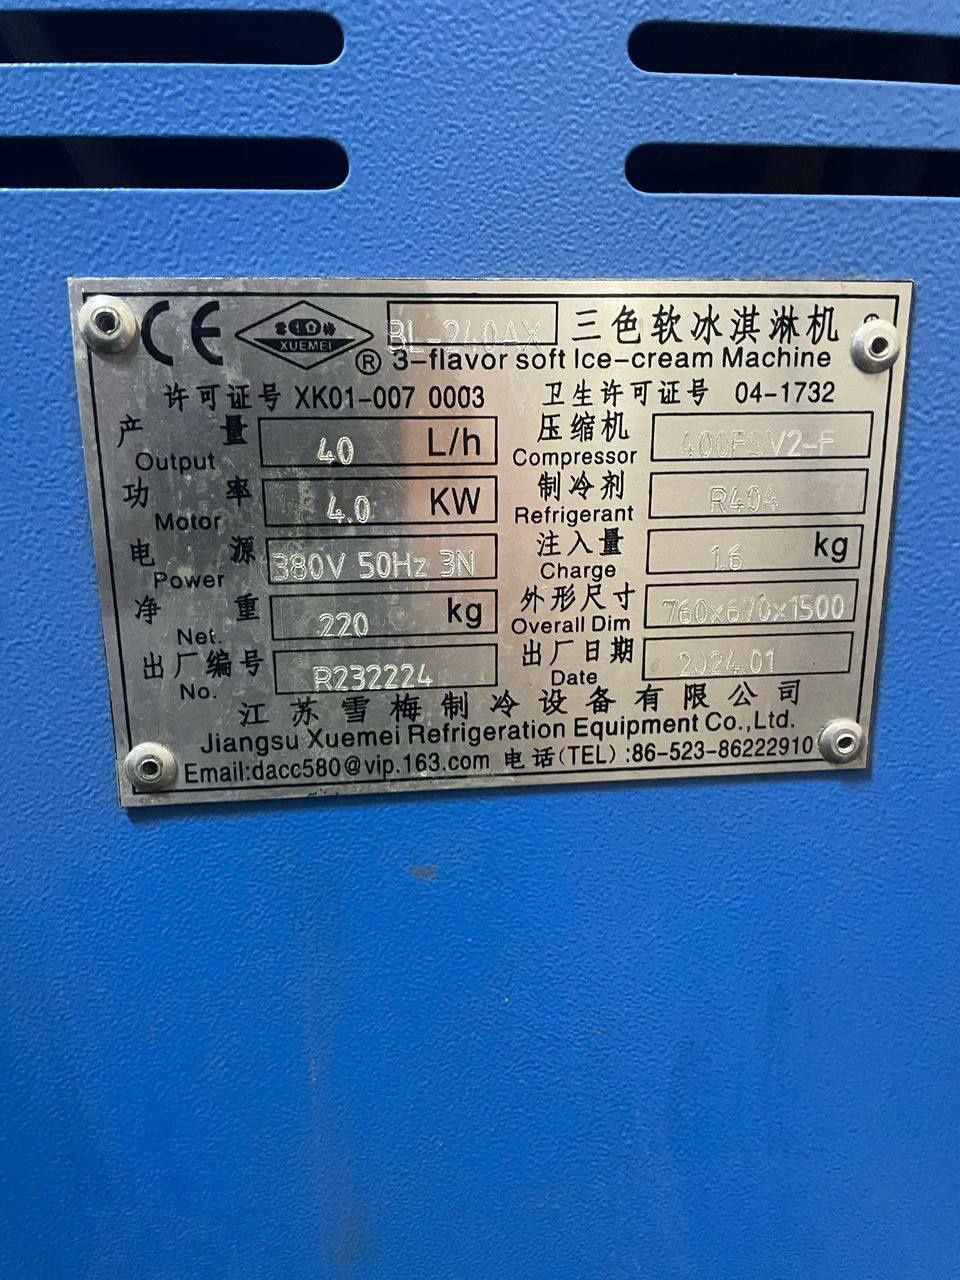 CE 雪梅 XUEMEI ® BL-240AX 三色软冰淇淋机
3-flavor soft Ice-cream Machine
许可证号 XK01-007 0003 卫生许可证号 04-1732
产量 Output 40 L/h 压缩机 Compressor 400FSV2-F
功率 Motor 4.0 KW 制冷剂 Refrigerant R404
电源 Power 380V 50Hz 3N 注入量 Charge 1.6 kg
净重 Net. 220 kg 外形尺寸 Overall Dim 760x670x1500
出厂编号 No. R232224 出厂日期 Date 2024.01
江苏雪梅制冷设备有限公司
Jiangsu Xuemei Refrigeration Equipment Co.,Ltd.
Email:dacc580@vip.163.com 电话(TEL):86-523-86222910